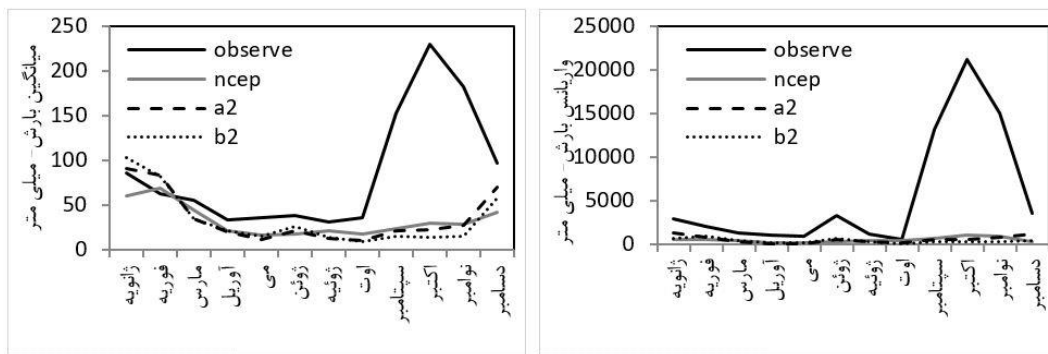 میانگین بارش - میلی متر
250
200
150
100
50
0
observe
ncep
a2
b2
ژانویه
فوریه
مارس
آوریل
می
ژوئن
ژوئیه
اوت
سپتامبر
اکتبر
نوامبر
دسامبر
واریانس بارش - میلی متر
25000
20000
15000
10000
5000
0
observe
ncep
a2
b2
ژانویه
فوریه
مارس
آوریل
می
ژوئن
ژوئیه
اوت
سپتامبر
اکتبر
نوامبر
دسامبر